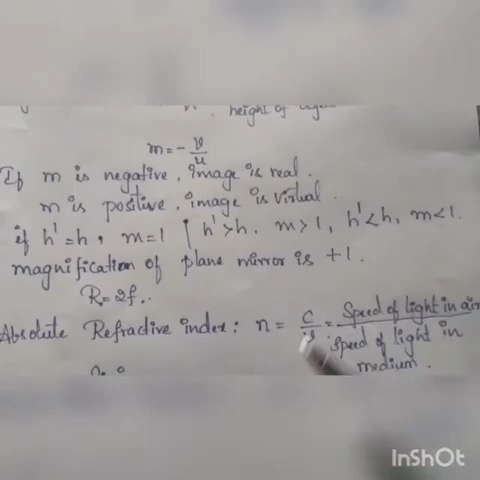 height of
m = - v/u
If m is negative, image is real.
m is positive, image is virtual.
if h' = h, m = 1 | h' > h, m > 1, h' < h, m < 1.
magnification of plane mirror is +1.
R = 2f.
Absolute Refractive index: n = c/v = Speed of light in air / Speed of light in medium.
InShOt